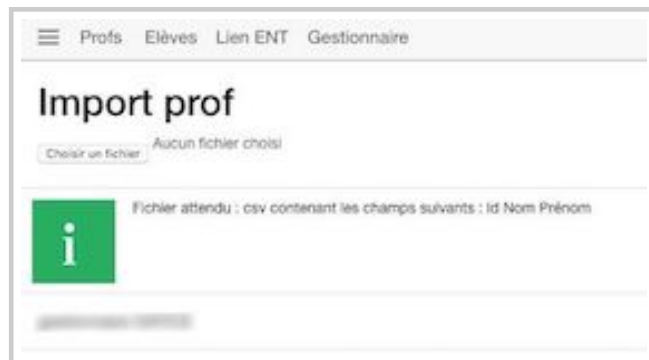 Profs Elèves Lien ENT Gestionnaire
Import prof
Choisir un fichier Aucun fichier choisi
i
Fichier attendu : csv contenant les champs suivants : Id Nom Prénom